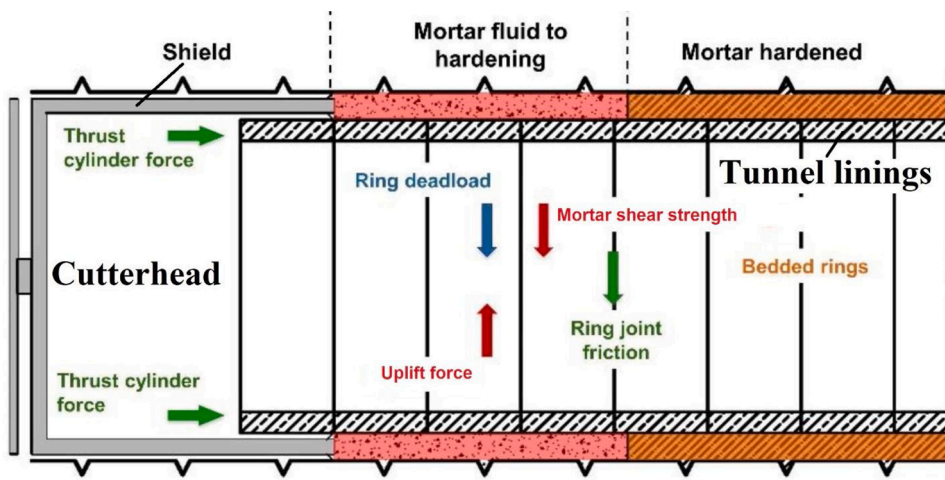 Shield
Mortar fluid to
hardening
Mortar hardened
Thrust
cylinder force
Ring deadload
Tunnel linings
Mortar shear strength
Cutterhead
Bedded rings
Ring joint
friction
Uplift force
Thrust cylinder
force